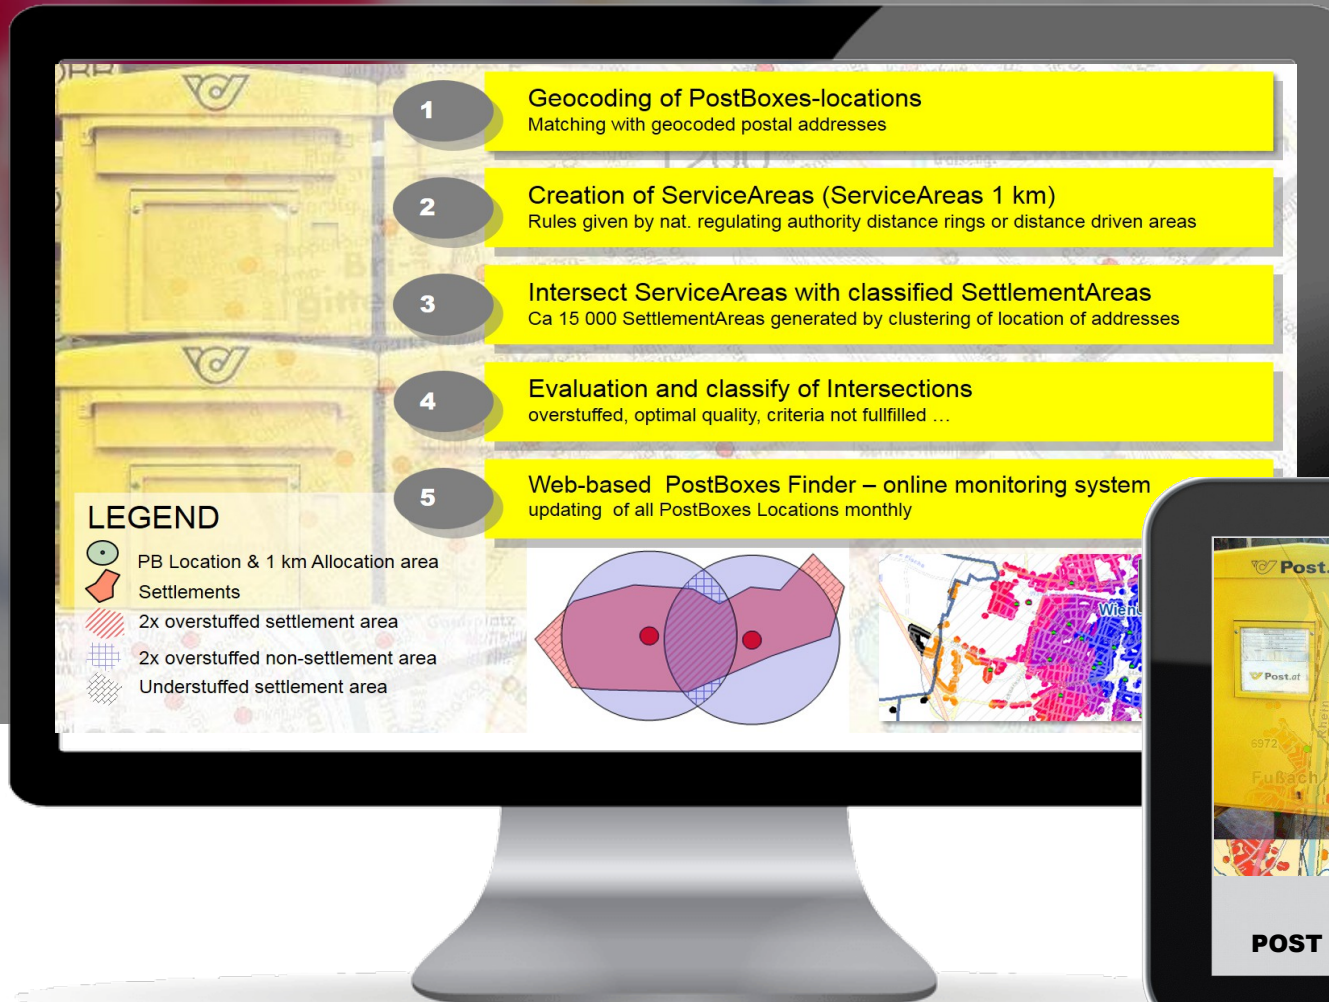 1
Geocoding of PostBoxes-locations
Matching with geocoded postal addresses
2
Creation of ServiceAreas (ServiceAreas 1 km)
Rules given by nat. regulating authority distance rings or distance driven areas
3
Intersect ServiceAreas with classified SettlementAreas
Ca 15 000 SettlementAreas generated by clustering of location of addresses
4
Evaluation and classify of Intersections
overstuffed, optimal quality, criteria not fullfilled ...
5
Web-based PostBoxes Finder – online monitoring system
updating of all PostBoxes Locations monthly
LEGEND
PB Location & 1 km Allocation area
Settlements
2x overstuffed settlement area
2x overstuffed non-settlement area
Understuffed settlement area
Wien
Post.
Post.at
Rhein
6972
Fußach
POST